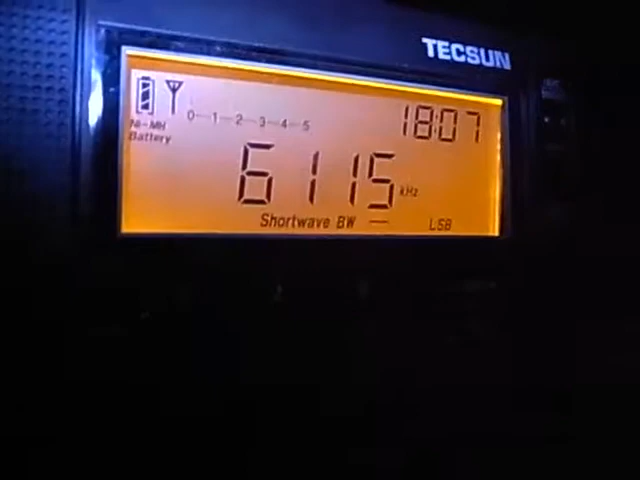 TECSUN
0-1-2-3-4-5
18:07
Ni-MH
Battery
6115 kHz
Shortwave BW
LSB